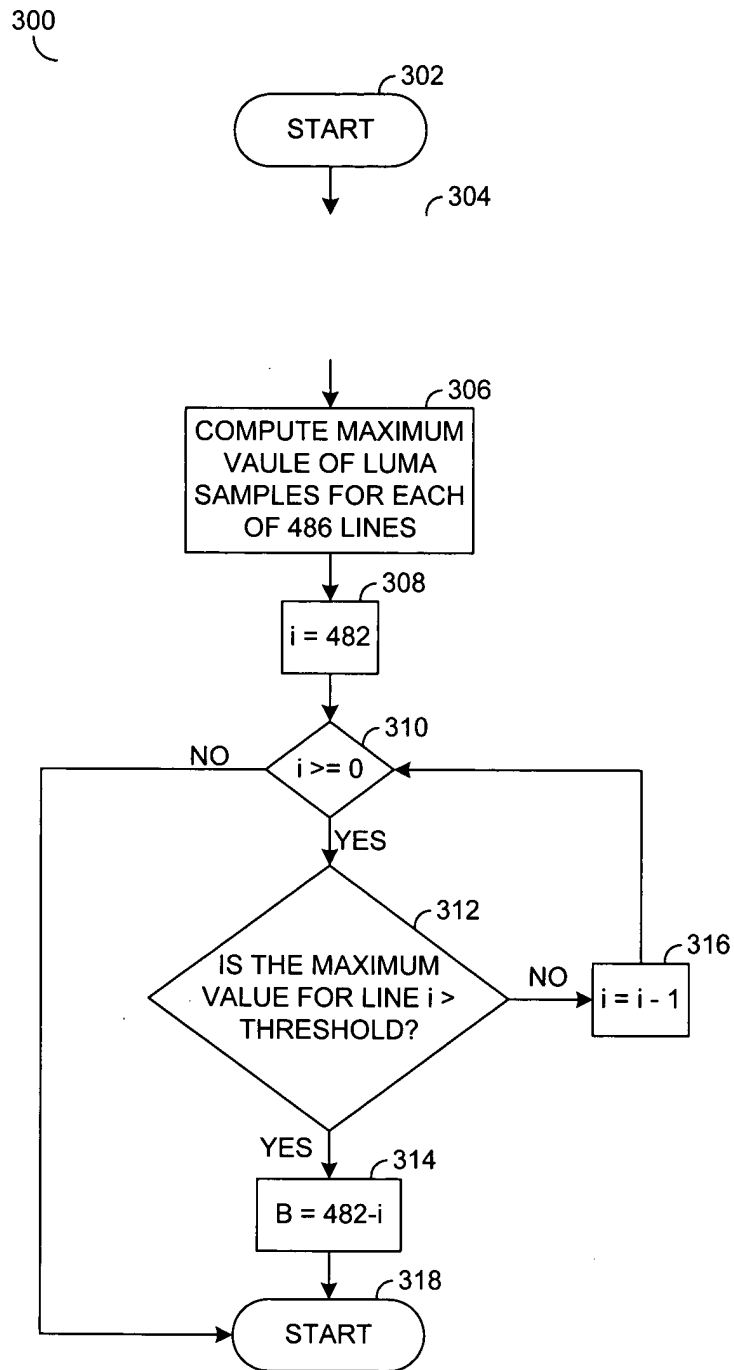 300
302
START
304
306
COMPUTE MAXIMUM
VAULE OF LUMA
SAMPLES FOR EACH
OF 486 LINES
308
i = 482
310
NO
i >= 0
YES
312
IS THE MAXIMUM
VALUE FOR LINE i >
THRESHOLD?
NO
316
i = i - 1
YES
314
B = 482-i
318
START